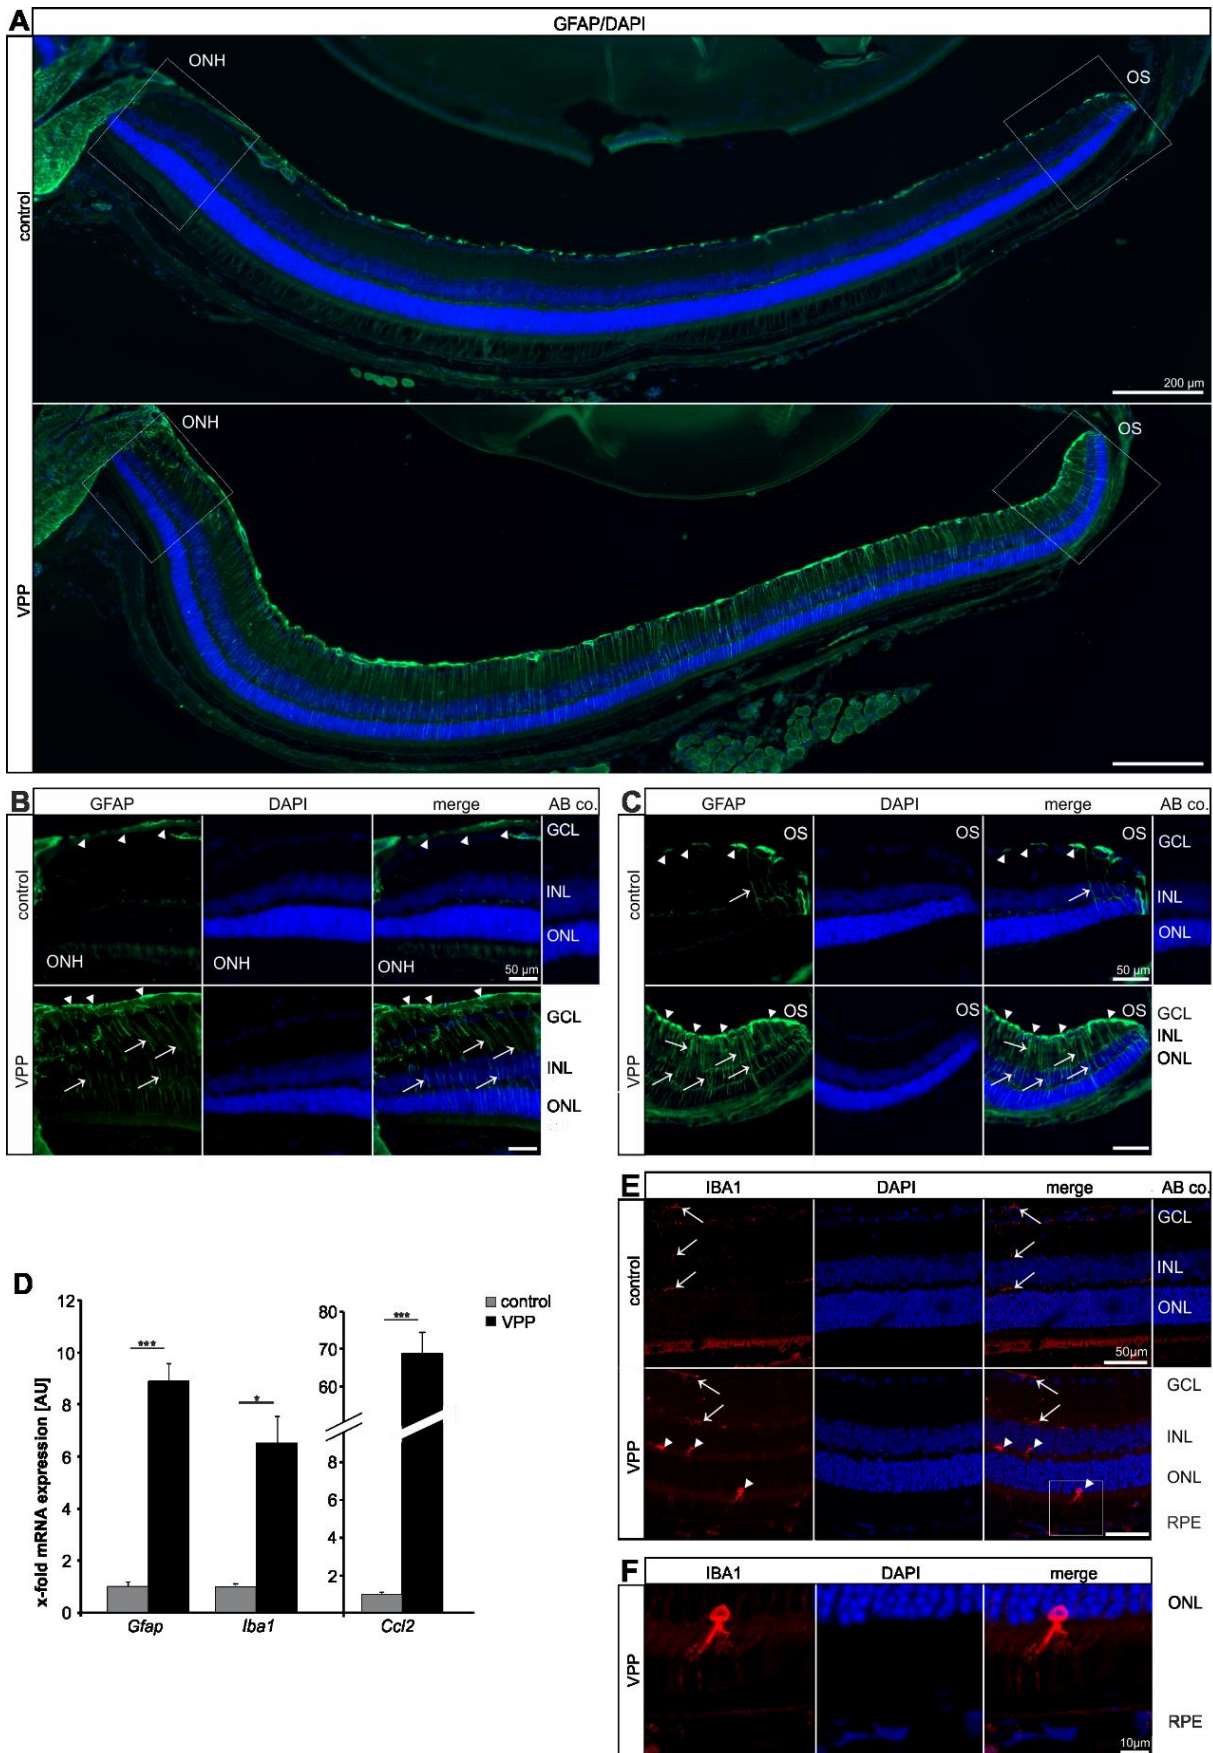 A
GFAP/DAPI
control
ONH
OS
200 µm
VPP
ONH
OS
B
GFAP DAPI merge AB co.
control
GCL
INL
ONL
ONH ONH ONH
50 µm
VPP
GCL
INL
ONL
C
GFAP DAPI merge AB co.
control
OS OS OS
GCL
INL
ONL
50 µm
VPP
OS OS OS
GCL
INL
ONL
D
x-fold mRNA expression [AU]
12
10
8
6
4
2
0
80
70
60
8
6
4
2
control
VPP
***
*
***
Gfap Iba1 Ccl2
E
IBA1 DAPI merge AB co.
control
GCL
INL
ONL
50µm
VPP
GCL
INL
ONL
RPE
F
IBA1 DAPI merge
VPP
ONL
RPE
10µm